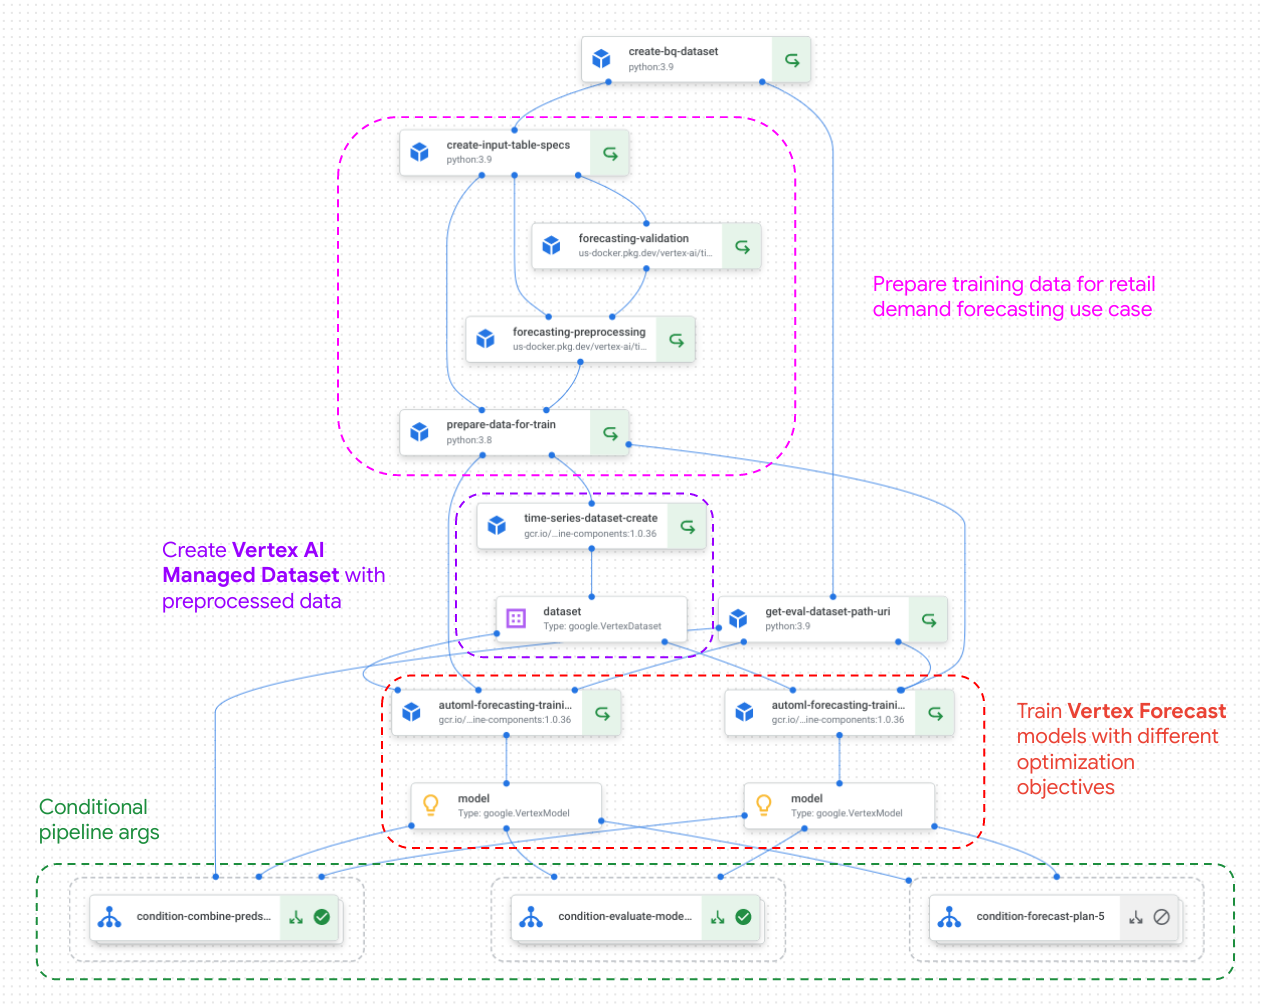 create-bq-dataset
python:3.9
create-input-table-specs
python:3.9
forecasting-validation
us-docker.pkg.dev/vertex-ai/ti...
Prepare training data for retail
demand forecasting use case
forecasting-preprocessing
us-docker.pkg.dev/vertex-ai/ti...
prepare-data-for-train
python:3.8
time-series-dataset-create
gcr.io/...ine-components:1.0.36
Create Vertex AI
Managed Dataset with
preprocessed data
dataset
Type: google.VertexDataset
get-eval-dataset-path-uri
python:3.9
automl-forecasting-traini...
gcr.io/...ine-components:1.0.36
automl-forecasting-traini...
gcr.io/...ine-components:1.0.36
Train Vertex Forecast
models with different
optimization
objectives
model
Type: google.VertexModel
model
Type: google.VertexModel
Conditional
pipeline args
condition-combine-preds...
condition-evaluate-mode...
condition-forecast-plan-5